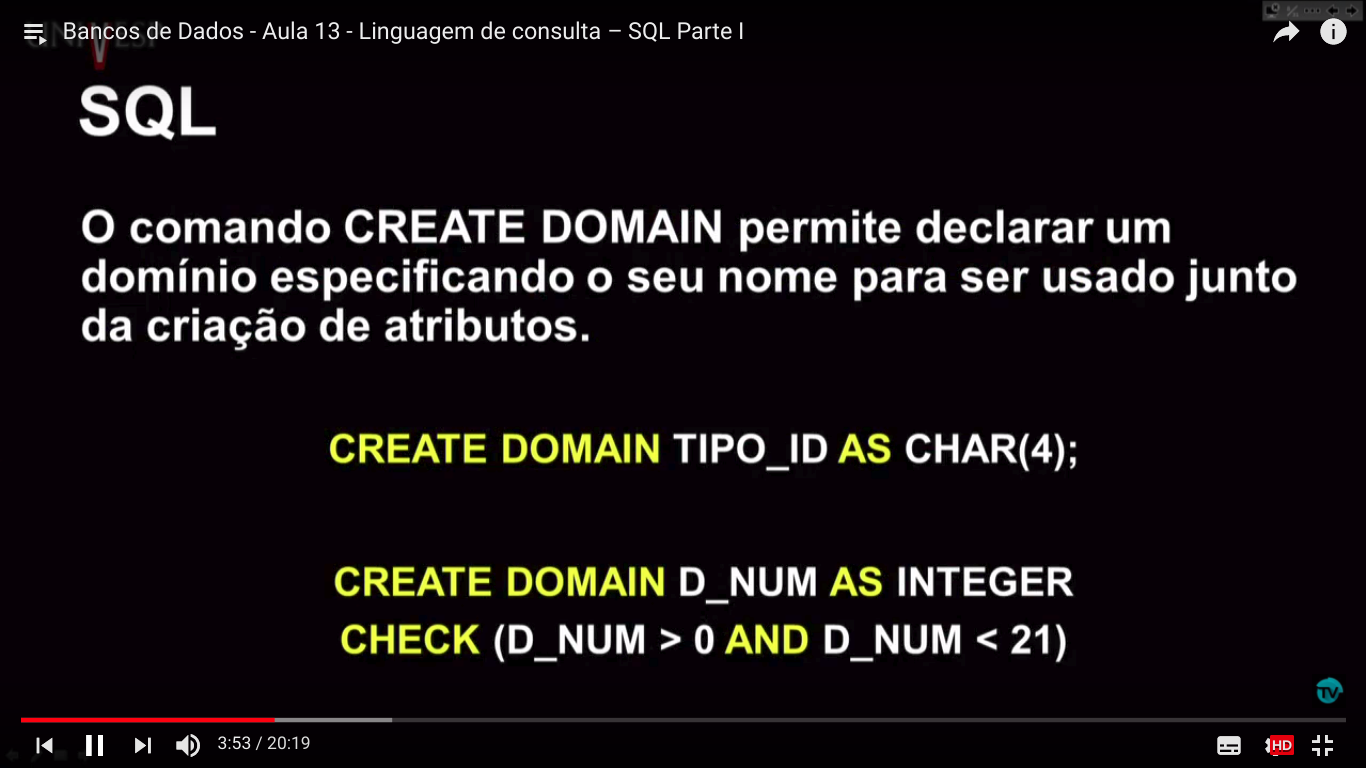 Bancos de Dados - Aula 13 - Linguagem de consulta – SQL Parte I
SQL
O comando CREATE DOMAIN permite declarar um
domínio especificando o seu nome para ser usado junto
da criação de atributos.
CREATE DOMAIN TIPO_ID AS CHAR(4);
CREATE DOMAIN D_NUM AS INTEGER
CHECK (D_NUM > 0 AND D_NUM < 21)
TV
3:53 / 20:19
HD